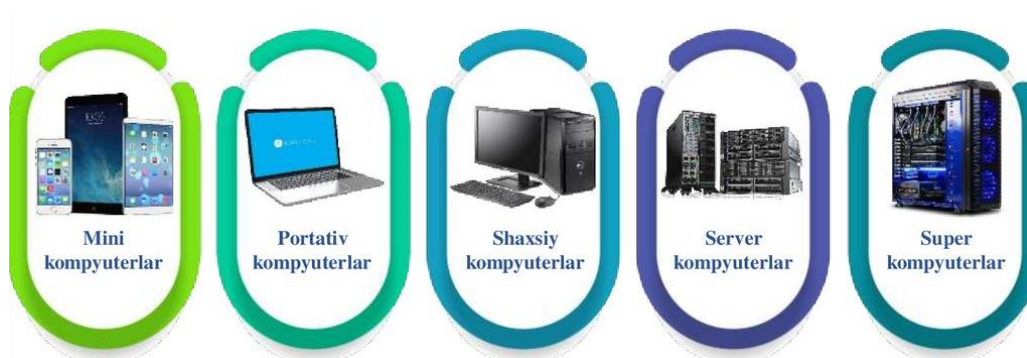 Mini
kompyuterlar
Portativ
kompyuterlar
Shaxsiy
kompyuterlar
Server
kompyuterlar
Super
kompyuterlar